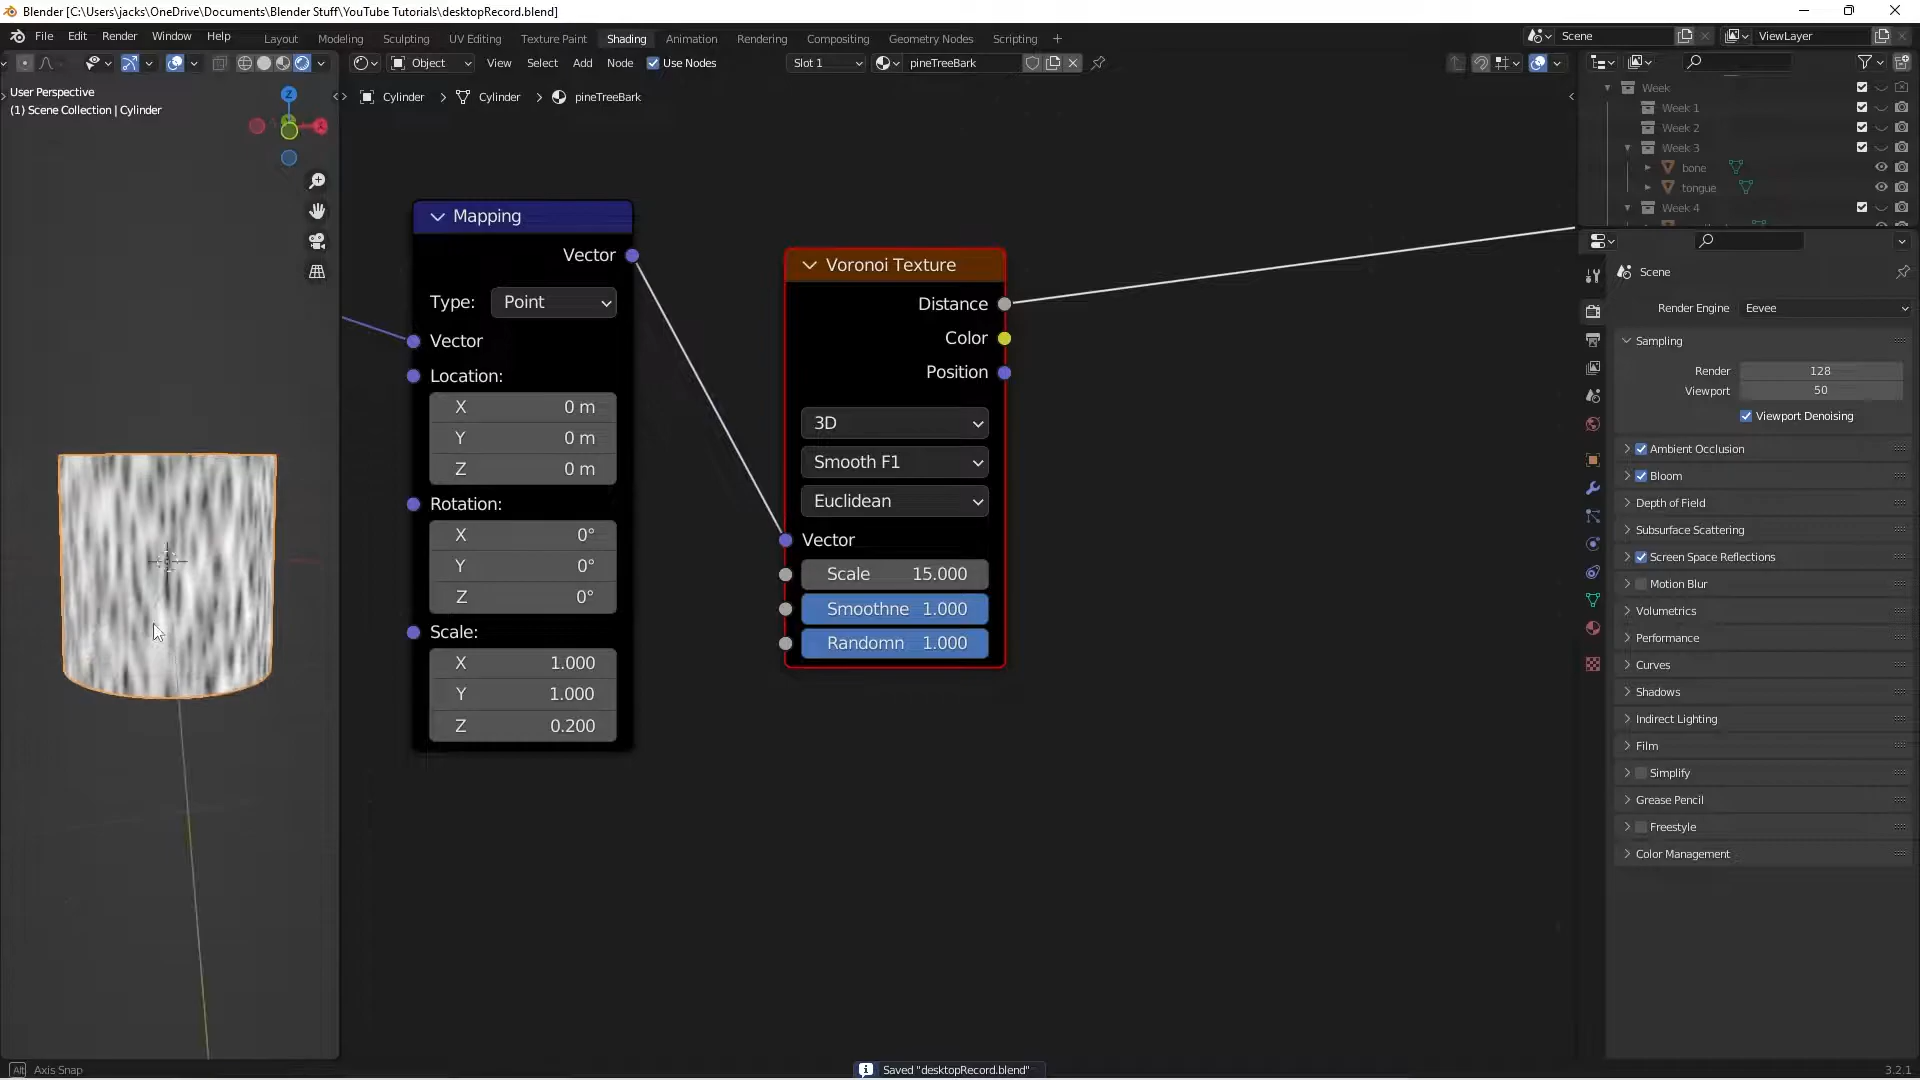 Blender [C:\Users\jacks\OneDrive\Documents\Blender Stuff\YouTube Tutorials\desktopRecord.blend]
File Edit Render Window Help
Layout Modeling Sculpting UV Editing Texture Paint Shading Animation Rendering Compositing Geometry Nodes Scripting
Scene
ViewLayer
Object
View Select Add Node Use Nodes
Slot 1
pineTreeBark
User Perspective
(1) Scene Collection | Cylinder
Z
Cylinder Cylinder pineTreeBark
Mapping
Vector
Type: Point
Vector
Location:
X 0 m
Y 0 m
Z 0 m
Rotation:
X 0°
Y 0°
Z 0°
Scale:
X 1.000
Y 1.000
Z 0.200
Voronoi Texture
Distance
Color
Position
3D
Smooth F1
Euclidean
Vector
Scale 15.000
Smoothne 1.000
Randomn 1.000
Week
Week 1
Week 2
Week 3
bone
tongue
Week 4
Scene
Render Engine Eevee
Sampling
Render 128
Viewport 50
Viewport Denoising
Ambient Occlusion
Bloom
Depth of Field
Subsurface Scattering
Screen Space Reflections
Motion Blur
Volumetrics
Performance
Curves
Shadows
Indirect Lighting
Film
Simplify
Grease Pencil
Freestyle
Color Management
Alt Axis Snap
Saved "desktopRecord.blend"
3.2.1